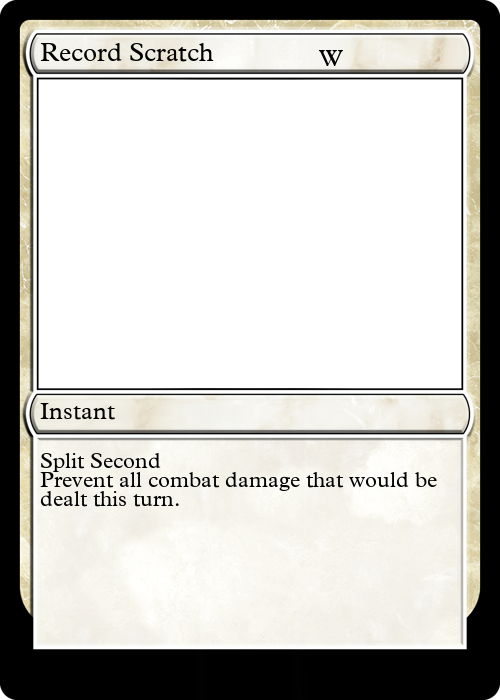 Record Scratch W
Instant
Split Second
Prevent all combat damage that would be
dealt this turn.